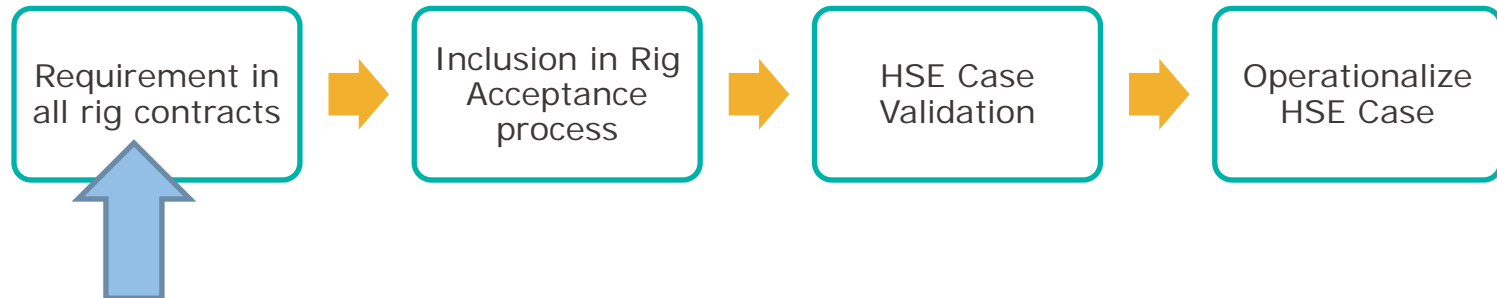 Requirement in
all rig contracts
Inclusion in Rig
Acceptance
process
HSE Case
Validation
Operationalize
HSE Case